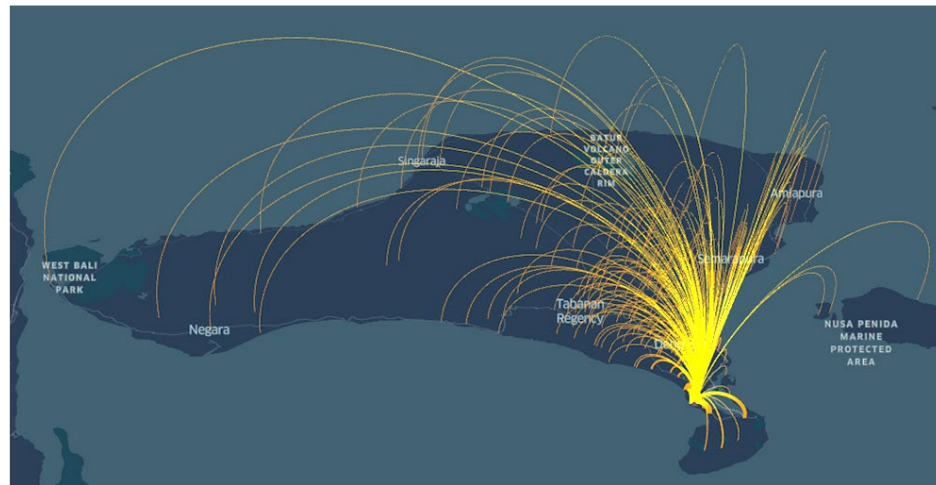 BATUR
VOLCANO
OUTER
CALDERA
RIM
Singaraja
Amlapura
Semarapura
WEST BALI
NATIONAL
PARK
Tabanan
Regency
Negara
NUSA PENIDA
MARINE
PROTECTED
AREA